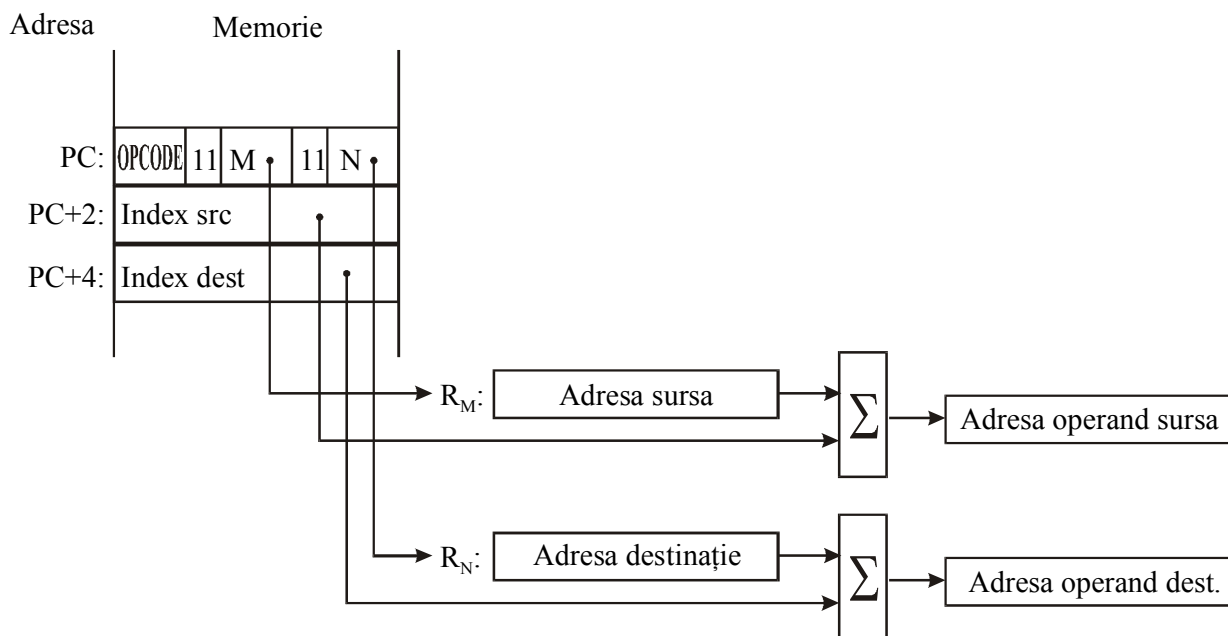 Adresa Memorie
PC: OPCODE 11 M 11 N
PC+2: Index src
PC+4: Index dest
R_M: Adresa sursa
Σ
Adresa operand sursa
R_N: Adresa destinație
Σ
Adresa operand dest.